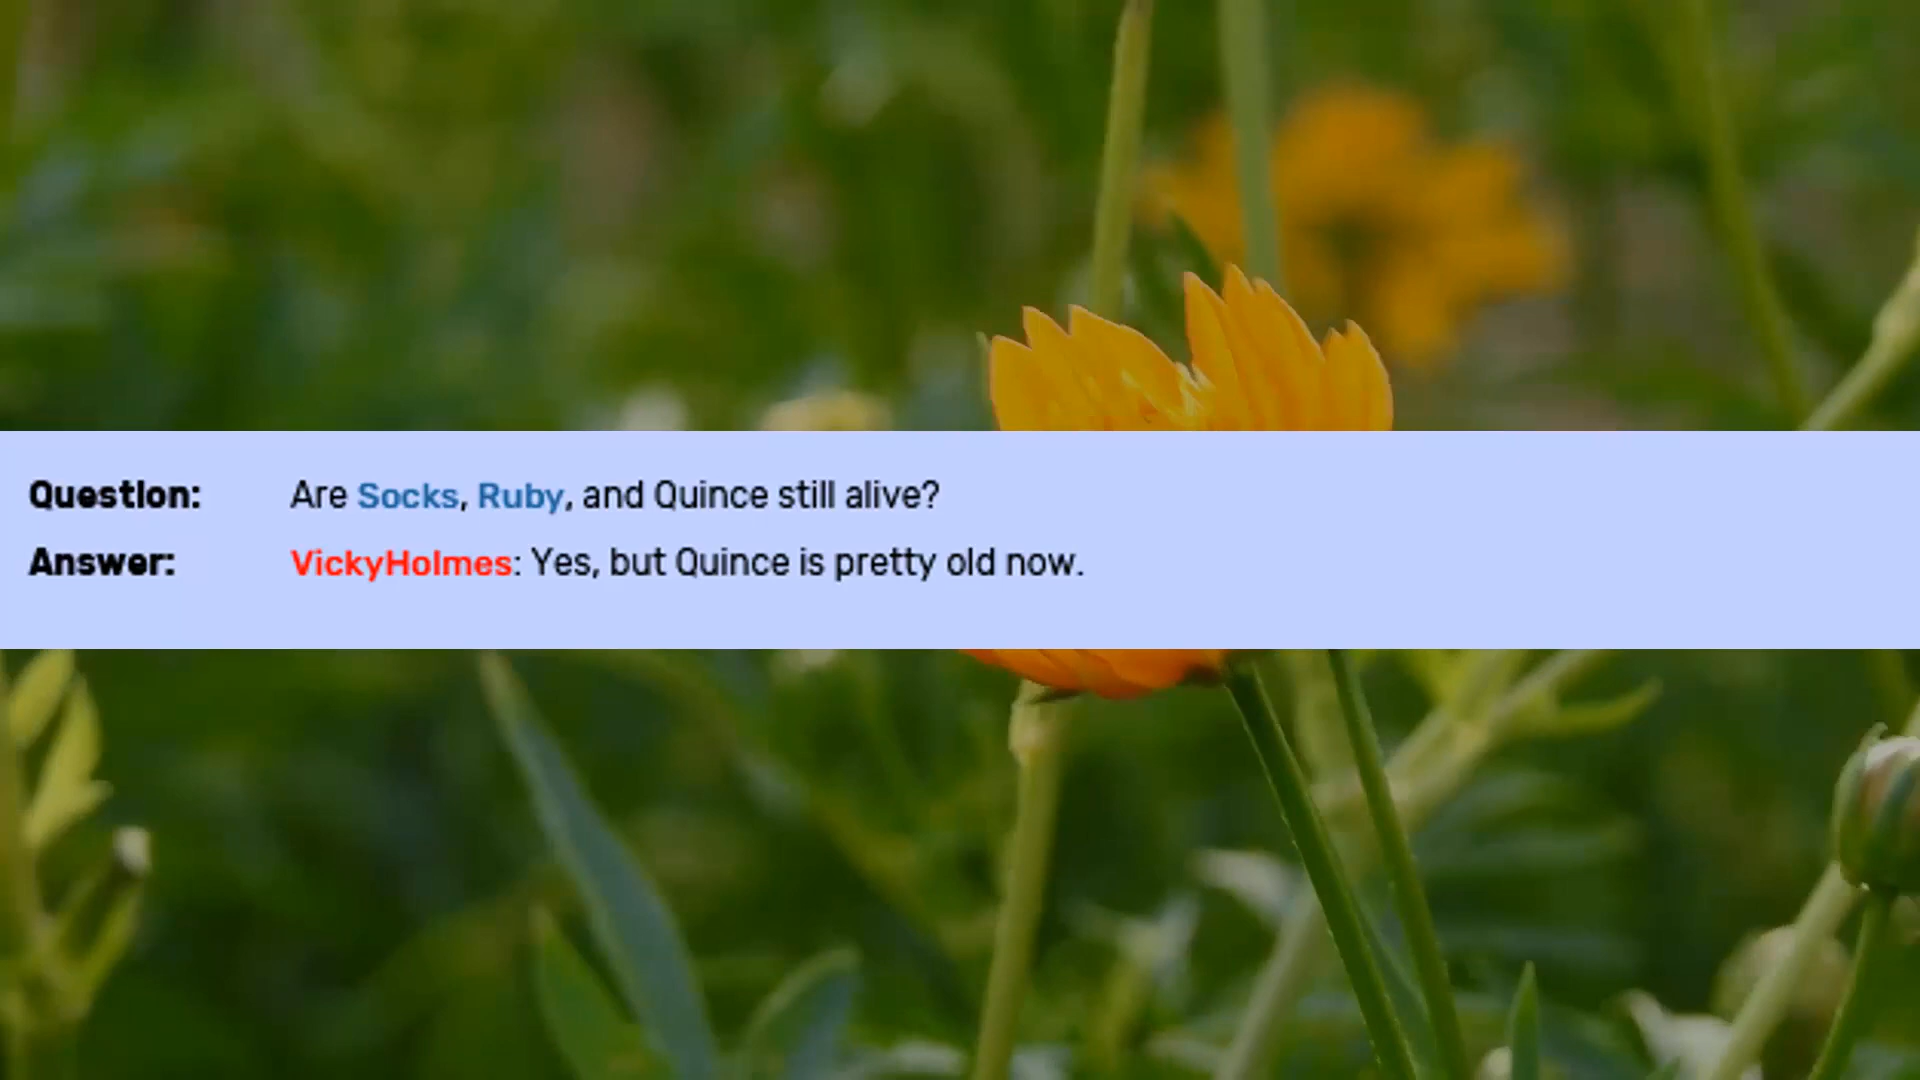 Question: Are Socks, Ruby, and Quince still alive?
Answer: VickyHolmes: Yes, but Quince is pretty old now.